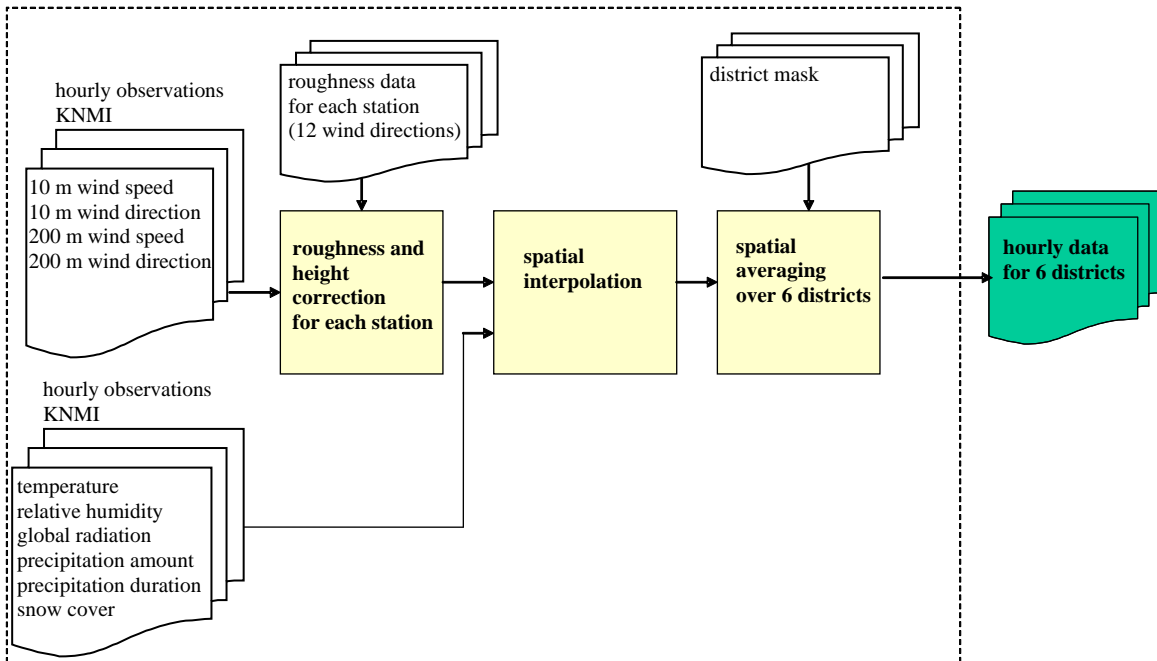 hourly observations
KNMI
10 m wind speed
10 m wind direction
200 m wind speed
200 m wind direction
roughness data
for each station
(12 wind directions)
district mask
roughness and
height
correction
for each station
spatial
interpolation
spatial
averaging
over 6 districts
hourly data
for 6 districts
hourly observations
KNMI
temperature
relative humidity
global radiation
precipitation amount
precipitation duration
snow cover